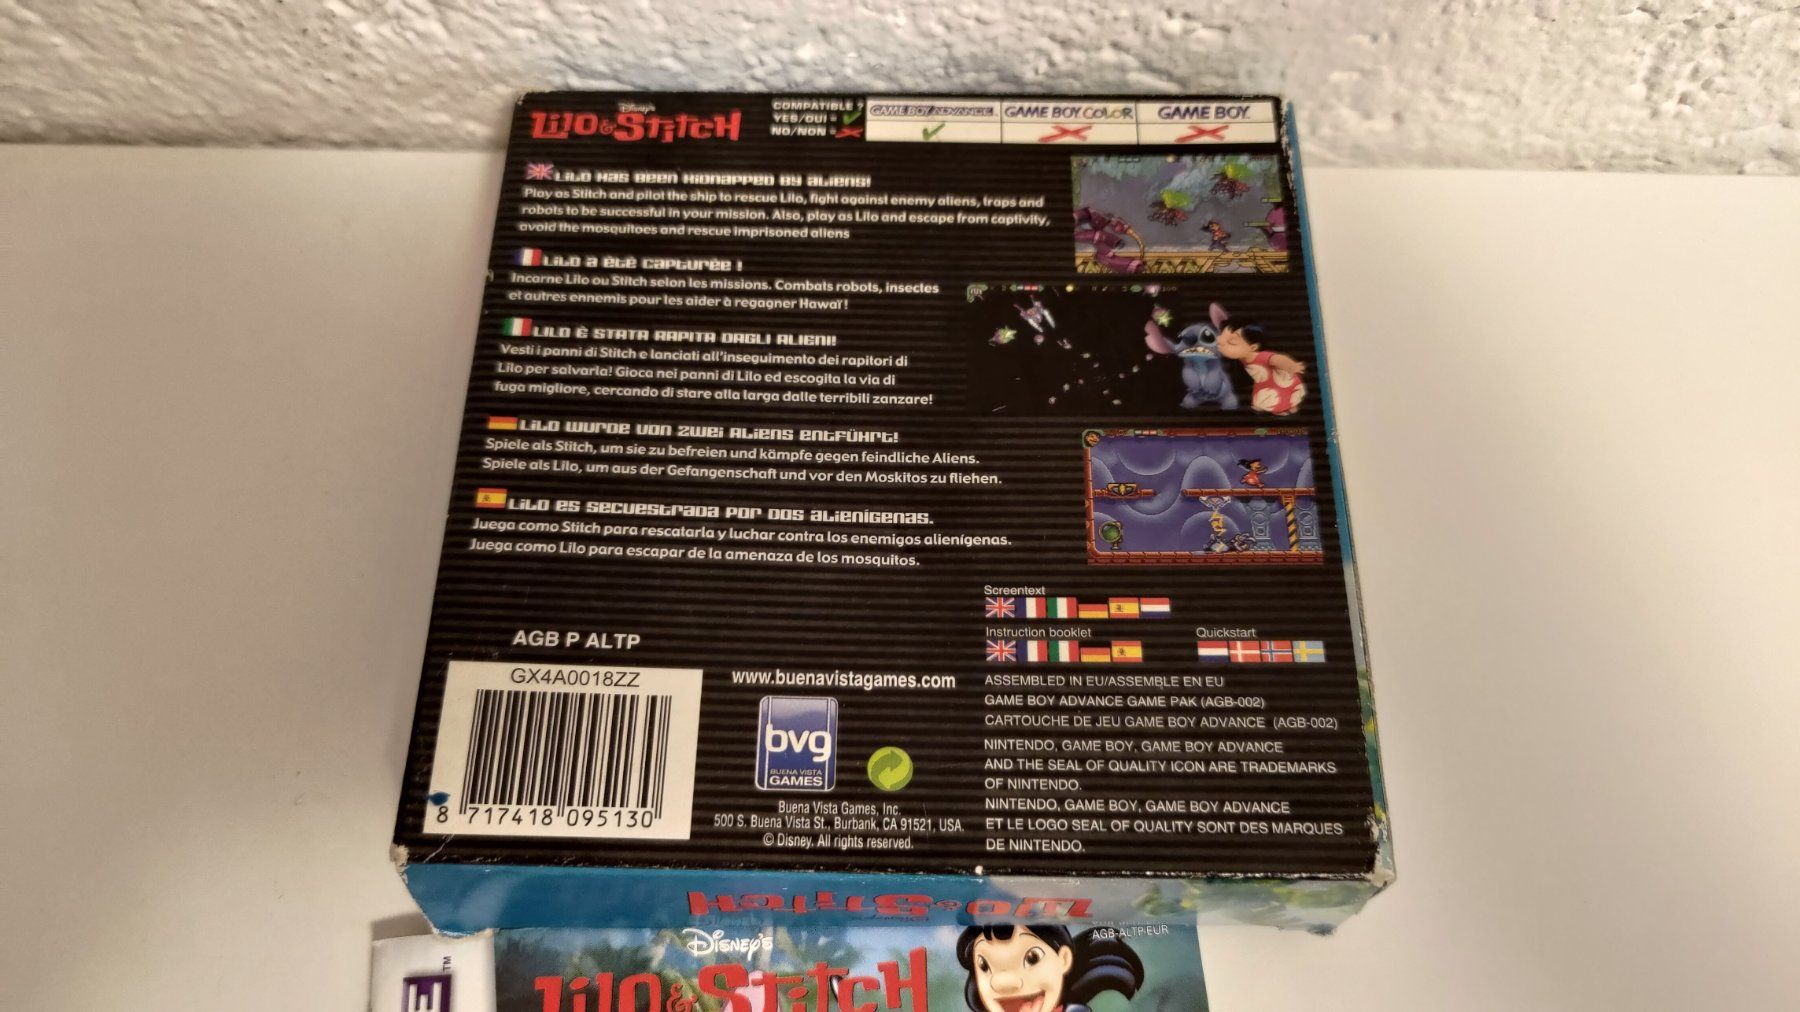 Disney's
LILO & STITCH
COMPATIBLE ?
YES/OUI =
NO/NON =
GAME BOY ADVANCE
GAME BOY COLOR
GAME BOY
LILO HAS BEEN KIDNAPPED BY ALIENS!
Play as Stitch and pilot the ship to rescue Lilo, fight against enemy aliens, traps and
robots to be successful in your mission. Also, play as Lilo and escape from captivity,
avoid the mosquitoes and rescue imprisoned aliens
LILO A ÉTÉ CAPTURÉE !
Incarne Lilo ou Stitch selon les missions. Combats robots, insectes
et autres ennemis pour les aider à regagner Hawaï !
LILO È STATA RAPITA DAGLI ALIENI!
Vesti i panni di Stitch e lanciati all'inseguimento dei rapitori di
Lilo per salvarla! Gioca nei panni di Lilo ed escogita la via di
fuga migliore, cercando di stare alla larga dalle terribili zanzare!
LILO WURDE VON ZWEI ALIENS ENTFÜHRT!
Spiele als Stitch, um sie zu befreien und kämpfe gegen feindliche Aliens.
Spiele als Lilo, um aus der Gefangenschaft und vor den Moskitos zu fliehen.
LILO ES SECUESTRADA POR DOS ALIENÍGENAS.
Juega como Stitch para rescatarla y luchar contra los enemigos alienígenas.
Juega como Lilo para escapar de la amenaza de los mosquitos.
Screentext
Instruction booklet
Quickstart
AGB P ALTP
GX4A0018ZZ
8 717418 095130
www.buenavistagames.com
bvg
BUENA VISTA
GAMES
Buena Vista Games, Inc.
500 S. Buena Vista St., Burbank, CA 91521, USA.
© Disney. All rights reserved.
ASSEMBLED IN EU/ASSEMBLE EN EU
GAME BOY ADVANCE GAME PAK (AGB-002)
CARTOUCHE DE JEU GAME BOY ADVANCE (AGB-002)
NINTENDO, GAME BOY, GAME BOY ADVANCE
AND THE SEAL OF QUALITY ICON ARE TRADEMARKS
OF NINTENDO.
NINTENDO, GAME BOY, GAME BOY ADVANCE
ET LE LOGO SEAL OF QUALITY SONT DES MARQUES
DE NINTENDO.
Disney's
LILO & STITCH
AGB-ALTP-EUR
DISNEY'S
LILO & STITCH
E™